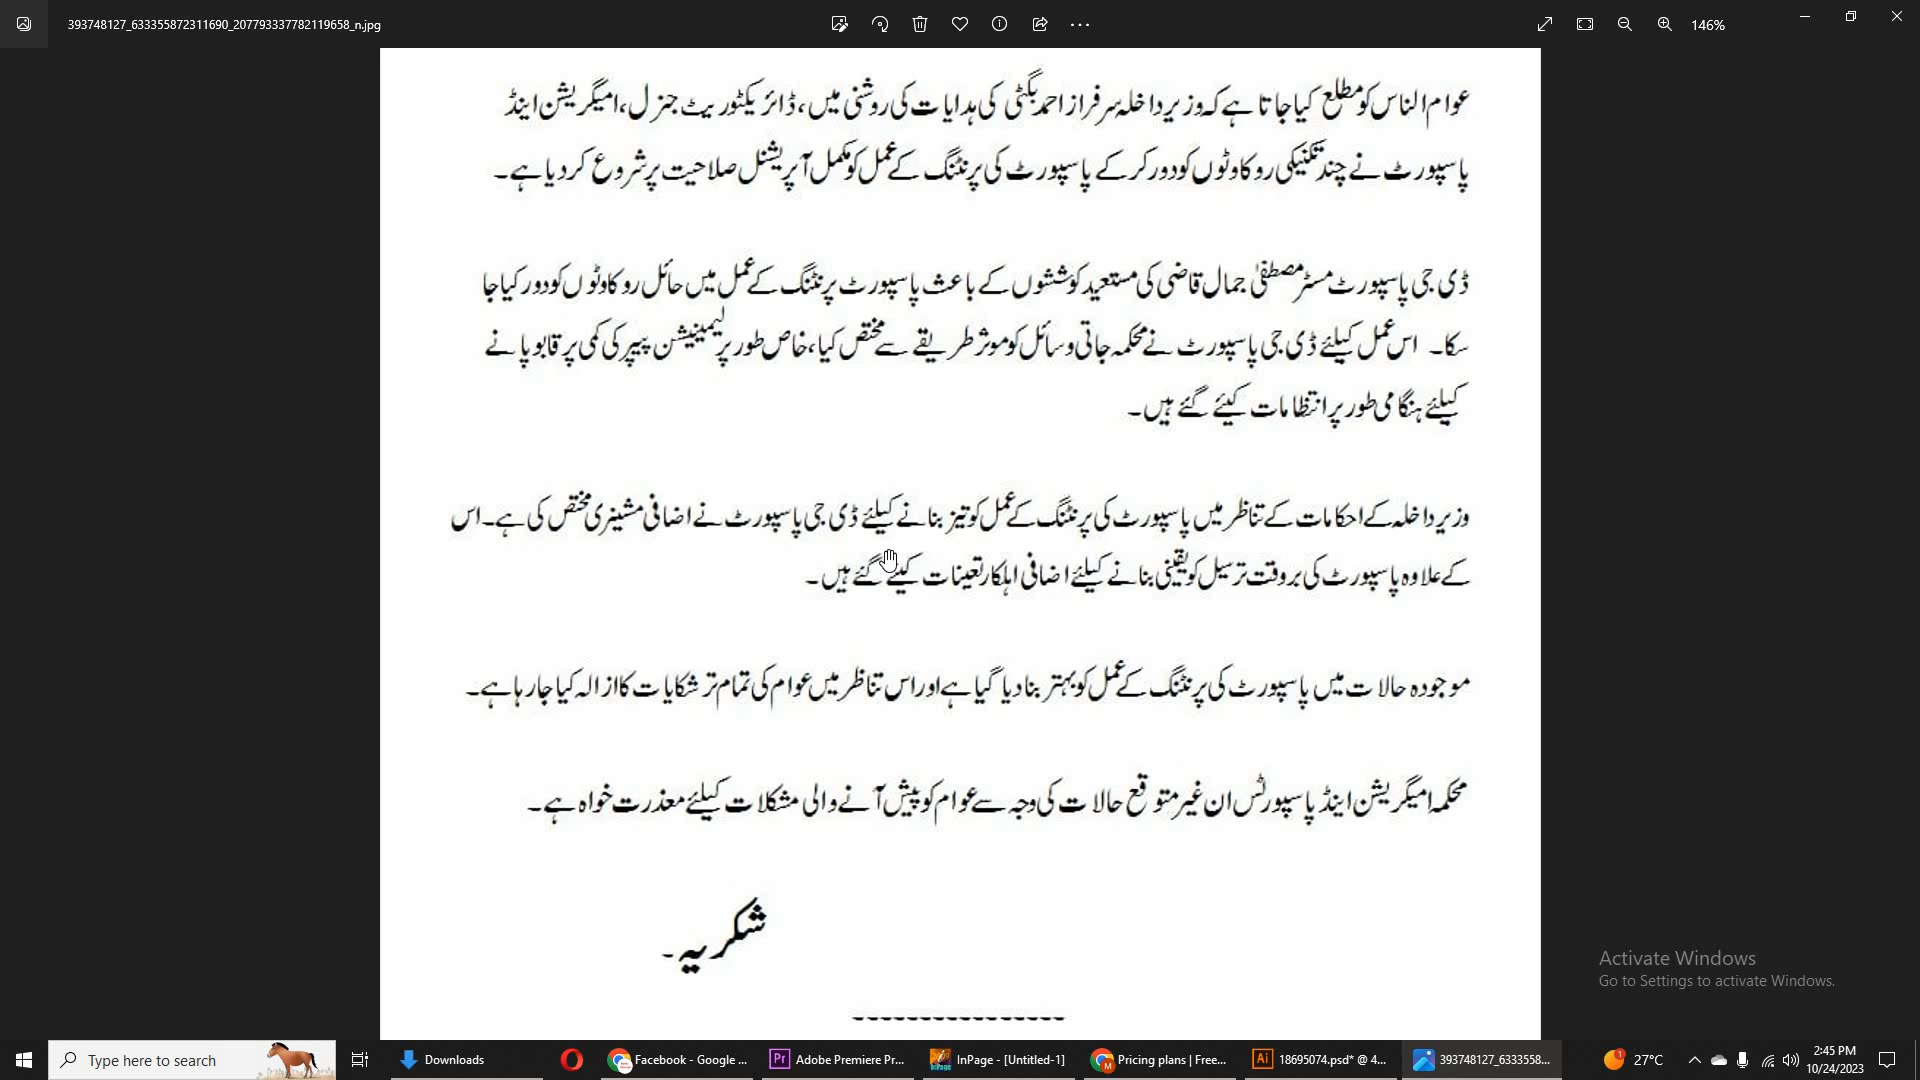 393748127_633355872311690_207793337782119658_n.jpg
146%
عوام الناس کو مطلع کیا جاتا ہے کہ وزیر داخلہ سرفراز احمد بگٹی کی ہدایات کی روشنی میں، ڈائریکٹوریٹ جنرل، امیگریشن اینڈ
پاسپورٹ نے چند تکنیکی روکاوٹوں کو دور کر کے پاسپورٹ کی پرنٹنگ کے عمل کو مکمل آپریشنل صلاحیت پر شروع کر دیا ہے۔
ڈی جی پاسپورٹ مسٹر مصطفیٰ جمال قاضی کی مستعید کوششوں کے باعث پاسپورٹ پرنٹنگ کے عمل میں حائل روکاوٹوں کو دور کیا جا
سکا۔ اس عمل کیلئے ڈی جی پاسپورٹ نے محکمہ جاتی وسائل کو موثر طریقے سے مختص کیا، خاص طور پر لیمینیشن پیپر کی کمی پر قابو پانے
کیلئے ہنگامی طور پر انتظامات کیئے گئے ہیں۔
وزیر داخلہ کے احکامات کے تناظر میں پاسپورٹ کی پرنٹنگ کے عمل کو تیز بنانے کیلئے ڈی جی پاسپورٹ نے اضافی مشینری مختص کی ہے۔ اس
کے علاوہ پاسپورٹ کی بروقت ترسیل کو یقینی بنانے کیلئے اضافی اہلکار تعینات کیئے گئے ہیں۔
موجودہ حالات میں پاسپورٹ کی پرنٹنگ کے عمل کو بہتر بنا دیا گیا ہے اور اس تناظر میں عوام کی تمام تر شکایات کا ازالہ کیا جا رہا ہے۔
محکمہ امیگریشن اینڈ پاسپورٹس ان غیر متوقع حالات کی وجہ سے عوام کو پیش آنے والی مشکلات کیلئے معذرت خواہ ہے۔
شکریہ۔
Activate Windows
Go to Settings to activate Windows.
Type here to search
Downloads
Facebook - Google ...
Adobe Premiere Pr...
InPage - [Untitled-1]
Pricing plans | Free...
18695074.psd* @ 4...
393748127_6333558...
27°C
2:45 PM
10/24/2023